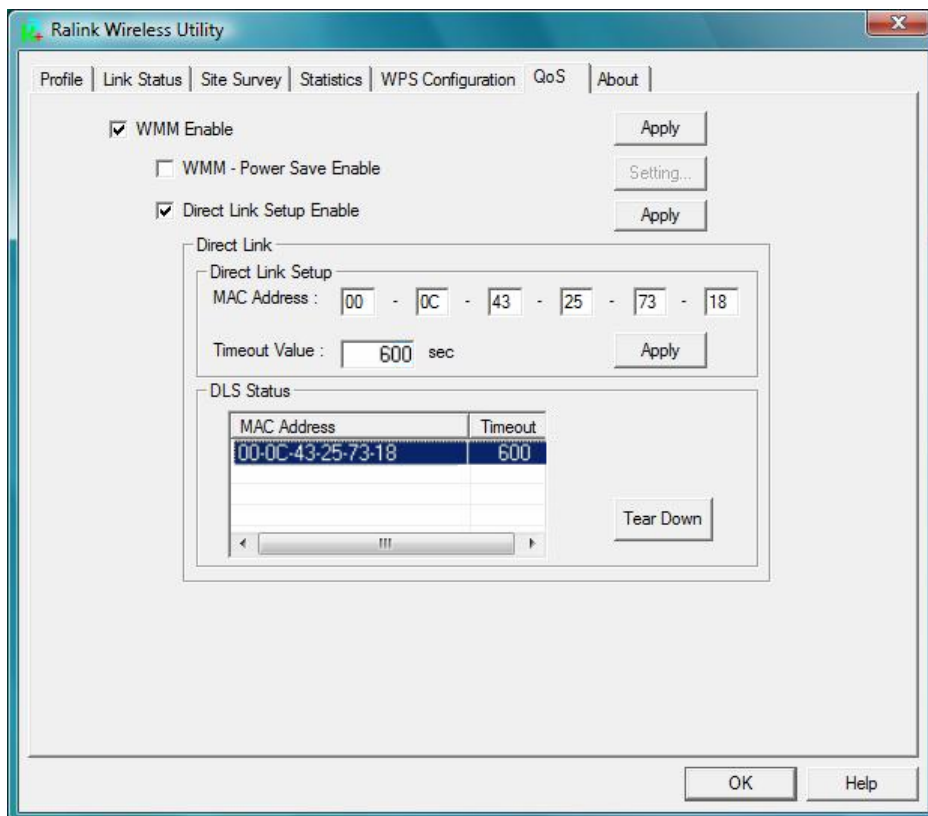 Ralink Wireless Utility
Profile Link Status Site Survey Statistics WPS Configuration QoS About
WMM Enable Apply
WMM - Power Save Enable Setting...
Direct Link Setup Enable Apply
Direct Link
Direct Link Setup
MAC Address : 00 - 0C - 43 - 25 - 73 - 18
Timeout Value : 600 sec Apply
DLS Status
MAC Address Timeout
00-0C-43-25-73-18 600
Tear Down
OK Help